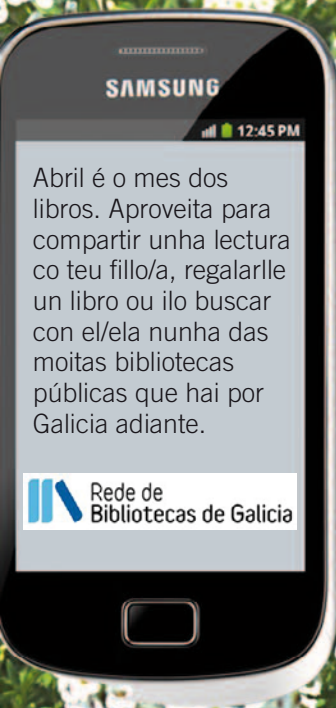 SAMSUNG
12:45 PM
Abril é o mes dos
libros. Aproveita para
compartir unha lectura
co teu fillo/a, regalarlle
un libro ou ilo buscar
con el/ela nunha das
moitas bibliotecas
públicas que hai por
Galicia adiante.
Rede de
Bibliotecas de Galicia